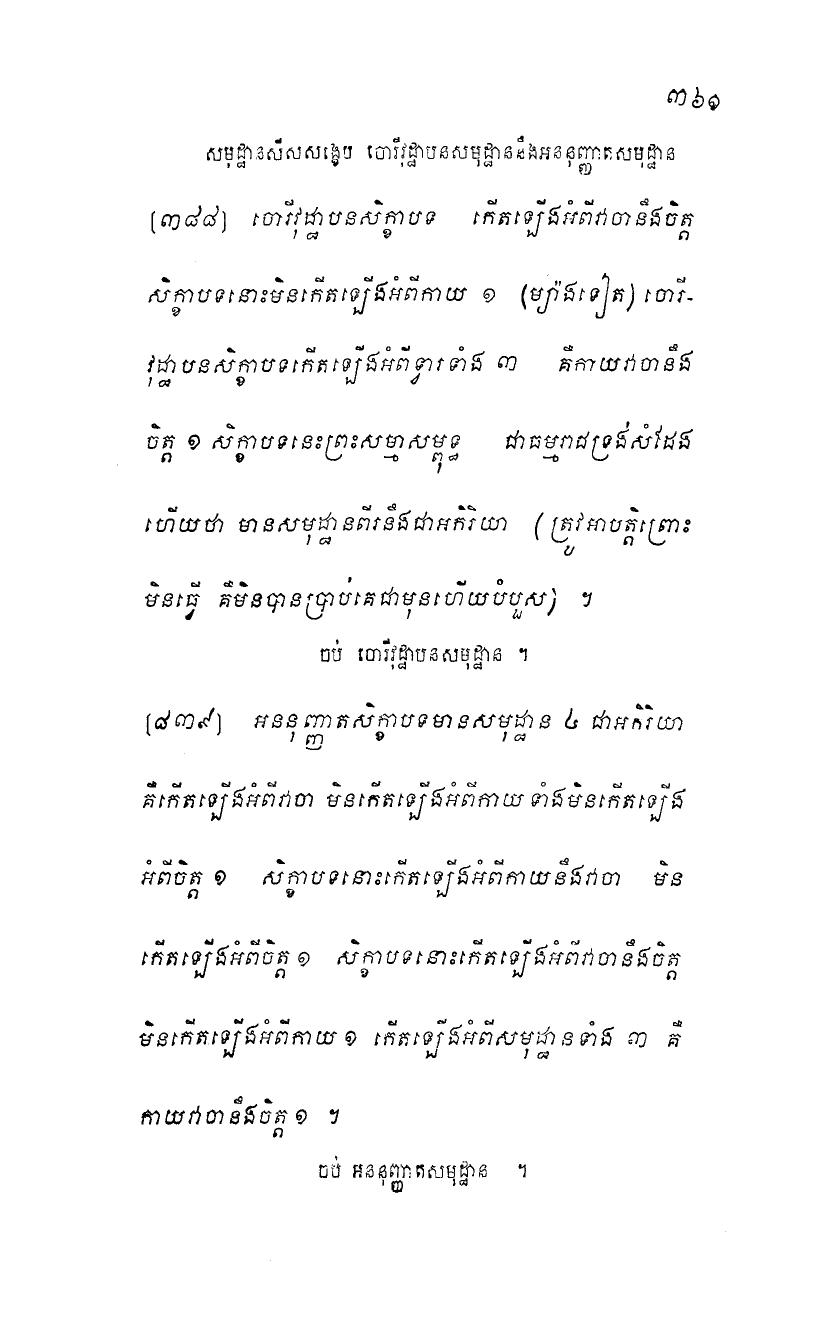 ៣៦១
សមុដ្ឋានសីសសង្ខេប ចោរីវុដ្ឋាបនសមុដ្ឋាននឹងអននុញ្ញាតសមុដ្ឋាន
[៣៨៨] ចោរីវុដ្ឋាបនសិក្ខាបទ កើតឡើងអំពីវាចានឹងចិត្ត
សិក្ខាបទនោះមិនកើតឡើងអំពីកាយ ១ (ម្យ៉ាងទៀត) ចោរី-
វុដ្ឋាបនសិក្ខាបទកើតឡើងអំពីទ្វារទាំង ៣ គឺកាយវាចានឹង
ចិត្ត ១ សិក្ខាបទនេះព្រះសម្មាសម្ពុទ្ធ ជាធម្មរាជទ្រង់សំដែង
ហើយថា មានសមុដ្ឋានពីរនឹងជាអកិរិយា (ត្រូវអាបត្តិព្រោះ
មិនធ្វើ គឺមិនបានប្រាប់គេជាមុនហើយបំបួស) ។
ចប់ ចោរីវុដ្ឋាបនសមុដ្ឋាន ។
[៨៣៩] អននុញ្ញាតសិក្ខាបទមានសមុដ្ឋាន ៤ ជាអកិរិយា
គឺកើតឡើងអំពីវាចា មិនកើតឡើងអំពីកាយ ទាំងមិនកើតឡើង
អំពីចិត្ត ១ សិក្ខាបទនោះកើតឡើងអំពីកាយនឹងវាចា មិន
កើតឡើងអំពីចិត្ត ១ សិក្ខាបទនោះកើតឡើងអំពីវាចានឹងចិត្ត
មិនកើតឡើងអំពីកាយ ១ កើតឡើងអំពីសមុដ្ឋានទាំង ៣ គឺ
កាយវាចានឹងចិត្ត ១ ។
ចប់ អននុញ្ញាតសមុដ្ឋាន ។